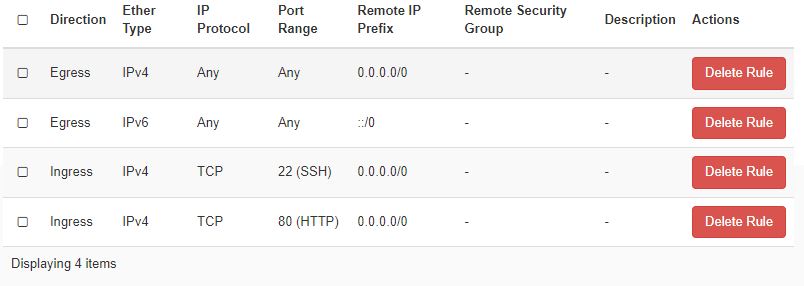 Direction Ether Type IP Protocol Port Range Remote IP Prefix Remote Security Group Description Actions
Egress IPv4 Any Any 0.0.0.0/0 - - Delete Rule
Egress IPv6 Any Any ::/0 - - Delete Rule
Ingress IPv4 TCP 22 (SSH) 0.0.0.0/0 - - Delete Rule
Ingress IPv4 TCP 80 (HTTP) 0.0.0.0/0 - - Delete Rule
Displaying 4 items